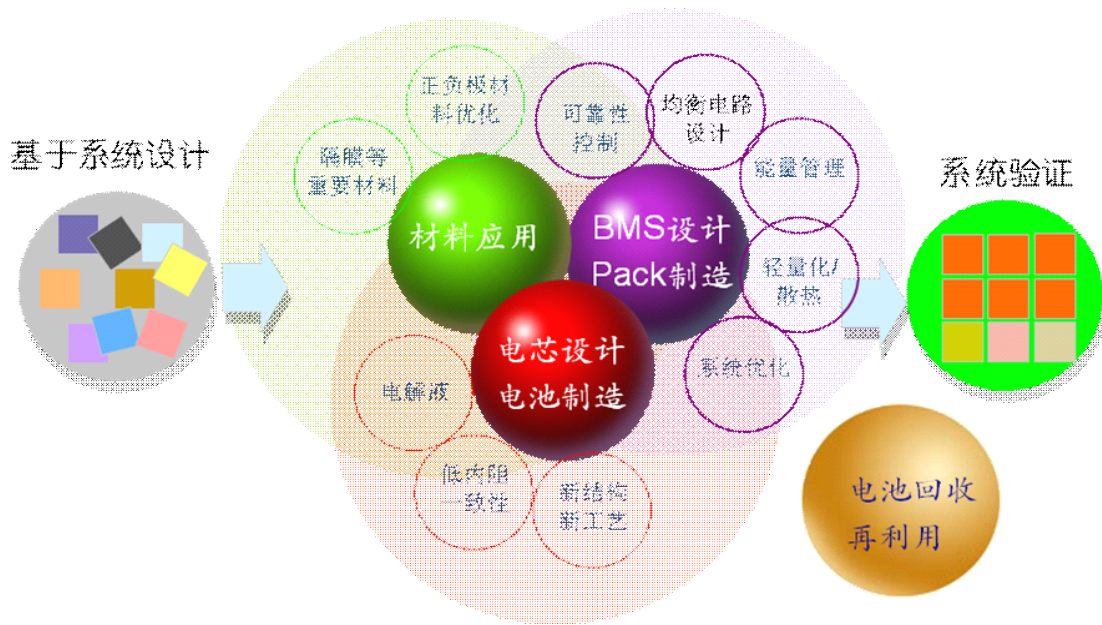 基于系统设计
正负极材
料优化
隔膜等
重要材料
可靠性
控制
均衡电路
设计
能量管理
轻量化/
散热
系统优化
材料应用
BMS设计
Pack制造
电芯设计
电池制造
电解液
低内阻
一致性
新结构
新工艺
系统验证
电池回收
再利用